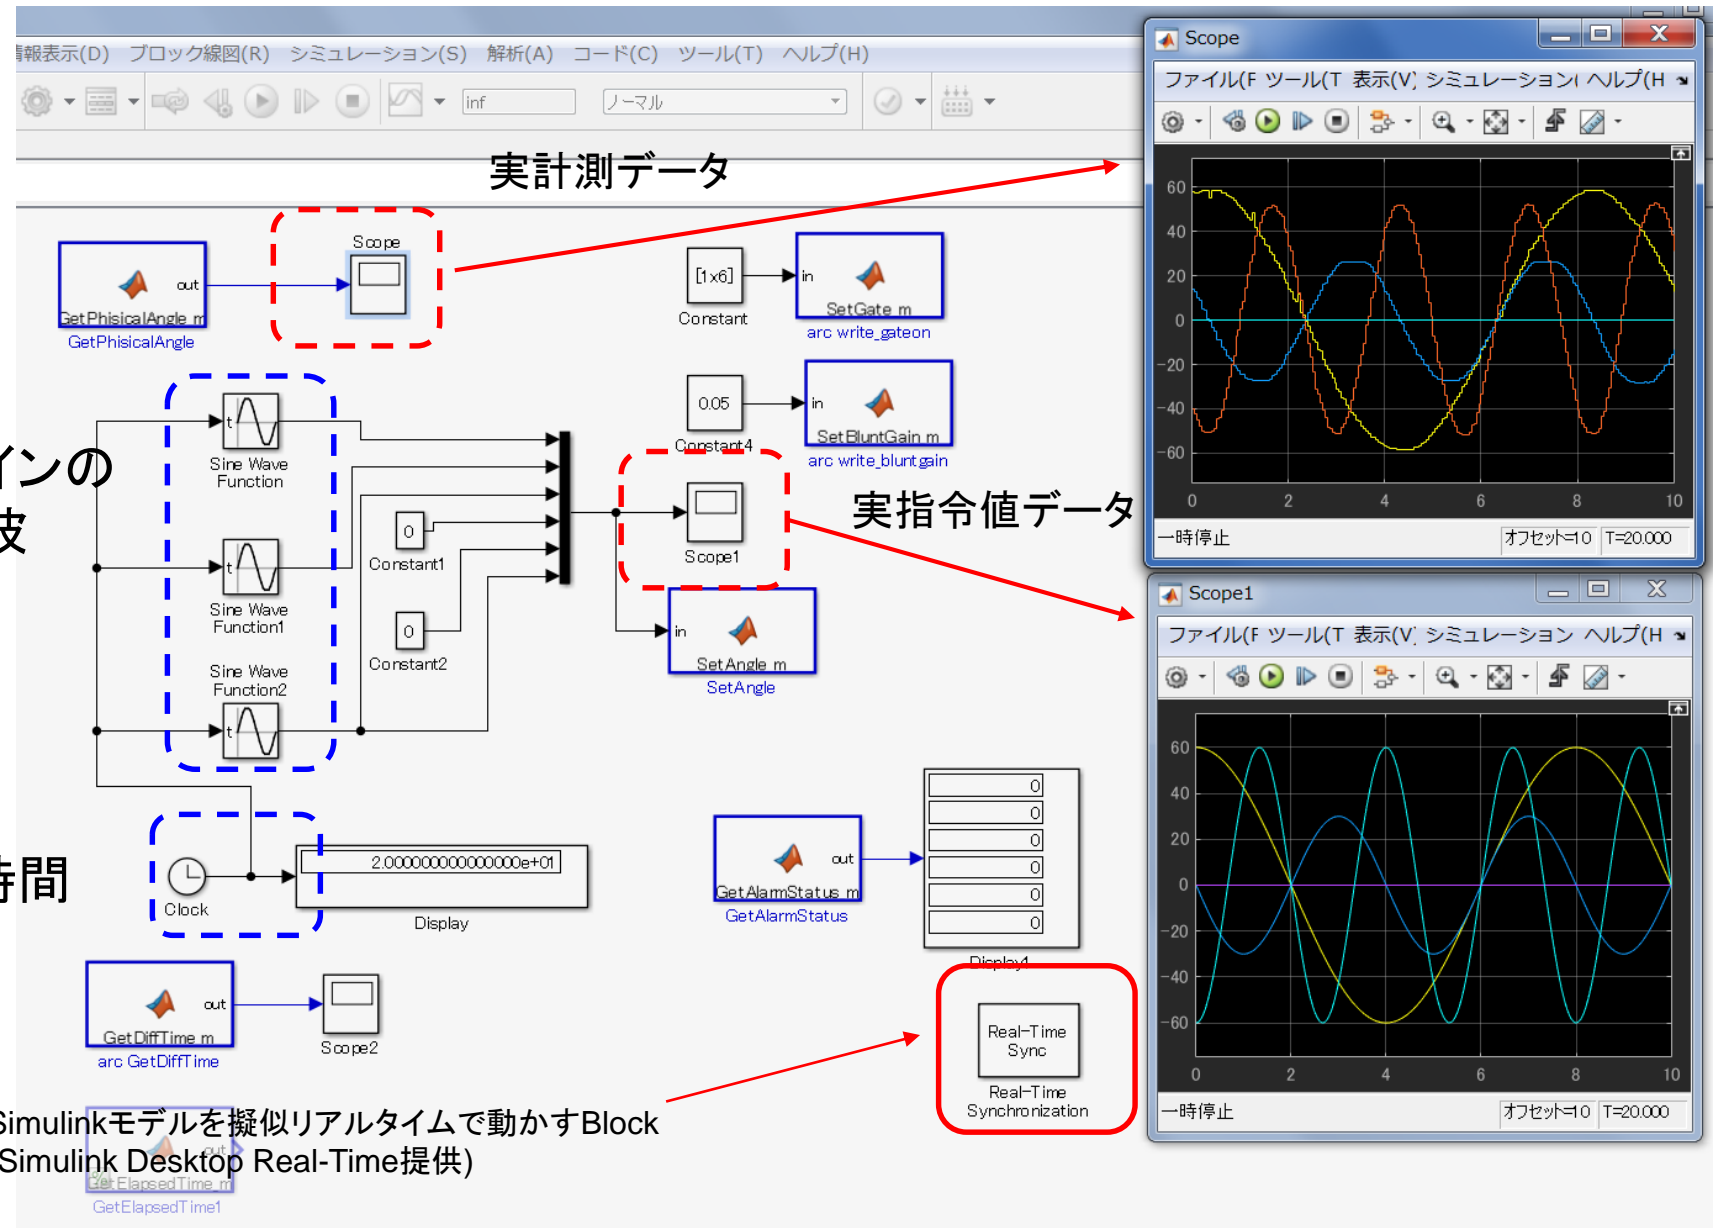 情報表示(D) ブロック線図(R) シミュレーション(S) 解析(A) コード(C) ツール(T) ヘルプ(H)
inf
ノーマル
実計測データ
Scope
out
GetPhisicalAngle_m
GetPhisicalAngle
[1x6]
Constant
in
SetGate_m
arc write_gateon
0.05
Constant4
in
SetBluntGain_m
arc write_bluntgain
インの
波
t
Sine Wave
Function
t
Sine Wave
Function1
Sine Wave
Function2
t
0
Constant1
0
Constant2
Scope1
実指令値データ
in
SetAngle_m
SetAngle
時間
Clock
2.000000000000000e+01
Display
out
GetAlarmStatus_m
GetAlarmStatus
0
0
0
0
0
0
Display1
out
GetDiffTime_m
arc GetDiffTime
Scope2
Real-Time
Sync
Real-Time
Synchronization
Simulinkモデルを擬似リアルタイムで動かすBlock
(Simulink Desktop Real-Time提供)
out
GetElapsedTime_m
GetElapsedTime1
Scope
ファイル(F ツール(T 表示(V) シミュレーション( ヘルプ(H
60
40
20
0
-20
-40
-60
0 2 4 6 8 10
一時停止 オフセット=10 T=20.000
Scope1
ファイル(F ツール(T 表示(V) シミュレーション ヘルプ(H
60
40
20
0
-20
-40
-60
0 2 4 6 8 10
一時停止 オフセット=10 T=20.000